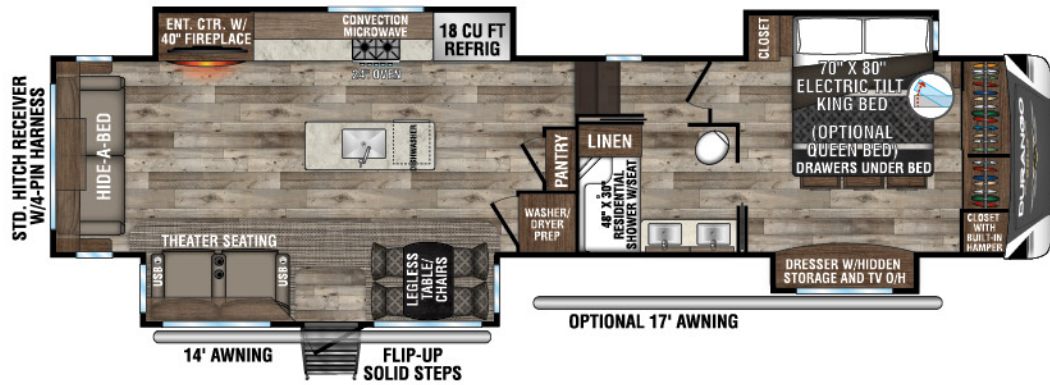 STD. HITCH RECEIVER
W/4-PIN HARNESS
HIDE-A-BED
ENT. CTR. W/
40" FIREPLACE
CONVECTION
MICROWAVE
24" OVEN
18 CU FT
REFRIG
DISHWASHER
PANTRY
LINEN
WASHER/
DRYER
PREP
48" X 30"
RESIDENTIAL
SHOWER W/SEAT
THEATER SEATING
USB
USB
LEGLESS
TABLE/
CHAIRS
14' AWNING
FLIP-UP
SOLID STEPS
OPTIONAL 17' AWNING
CLOSET
70" X 80"
ELECTRIC TILT
KING BED
(OPTIONAL
QUEEN BED)
DRAWERS UNDER BED
DRESSER W/HIDDEN
STORAGE AND TV O/H
CLOSET
WITH
BUILT-IN
HAMPER
DURANGO